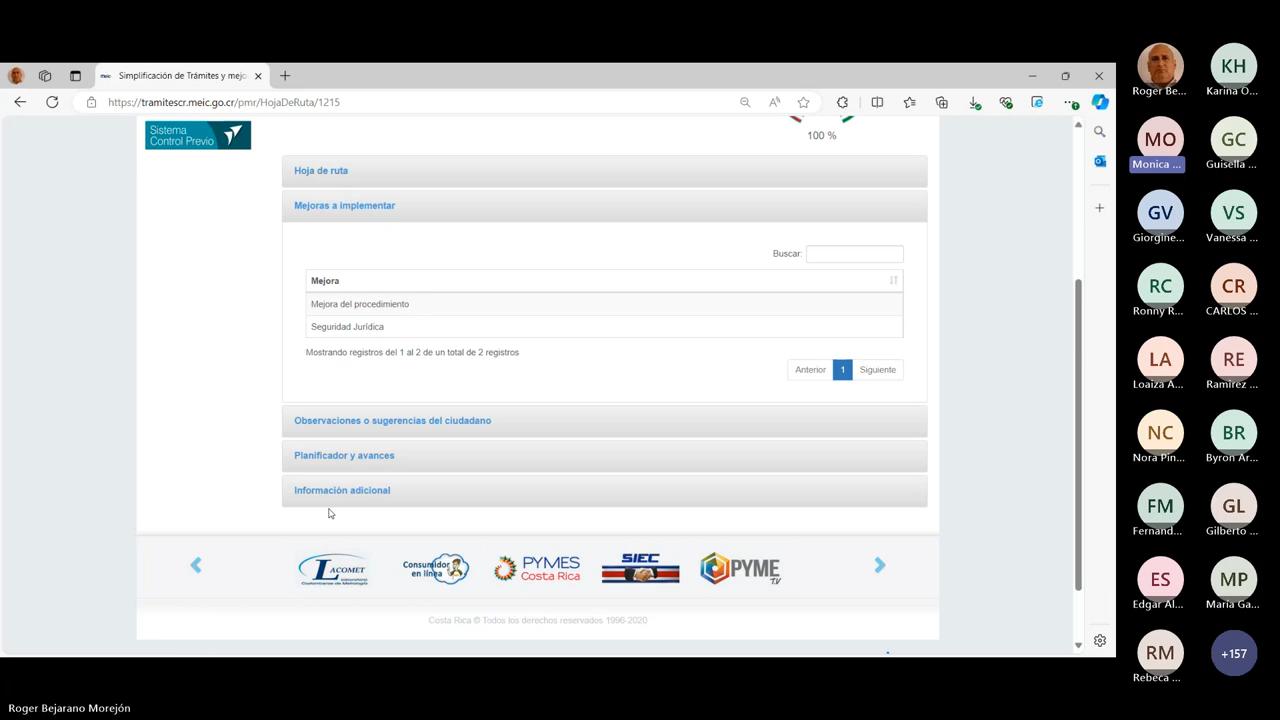 Simplificación de Trámites y mejo
https://tramitescr.meic.go.cr/pmr/HojaDeRuta/1215
Sistema
Control Previo
100 %
Hoja de ruta
Mejoras a implementar
Buscar:
Mejora
Mejora del procedimiento
Seguridad Jurídica
Mostrando registros del 1 al 2 de un total de 2 registros
Anterior 1 Siguiente
Observaciones o sugerencias del ciudadano
Planificador y avances
Información adicional
LACOMET
Consumidor
en línea
PYMES
Costa Rica
SIEC
PYME
TV
Costa Rica © Todos los derechos reservados 1996-2020
Roger Be...
KH
Karina O...
MO
Monica ...
GC
Guisella ...
GV
Giorgine...
VS
Vanessa ...
RC
Ronny R...
CR
CARLOS ...
LA
Loaiza A...
RE
Ramirez ...
NC
Nora Pin...
BR
Byron Ar...
FM
Fernand...
GL
Gilberto ...
ES
Edgar Al...
MP
María Ga...
RM
Rebeca ...
+157
Roger Bejarano Morejón